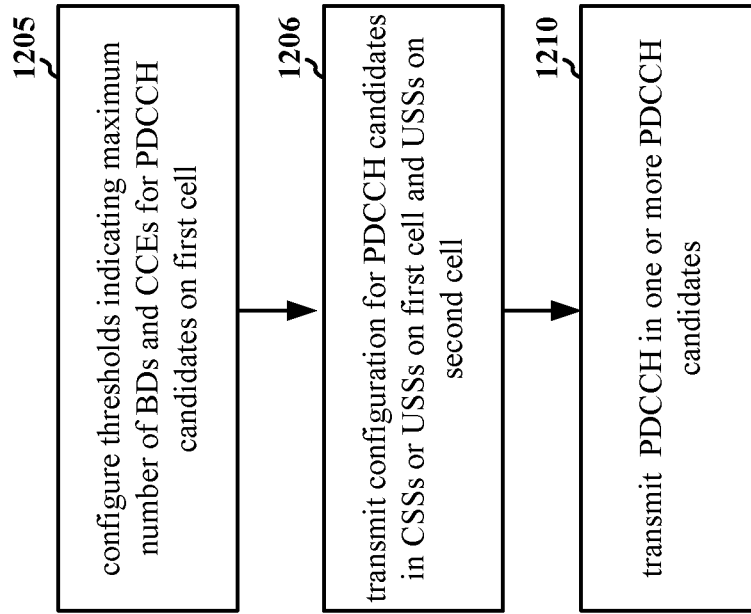 1205
configure thresholds indicating maximum
number of BDs and CCEs for PDCCH
candidates on first cell
1206
transmit configuration for PDCCH candidates
in CSSs or USSs on first cell and USSs on
second cell
1210
transmit PDCCH in one or more PDCCH
candidates